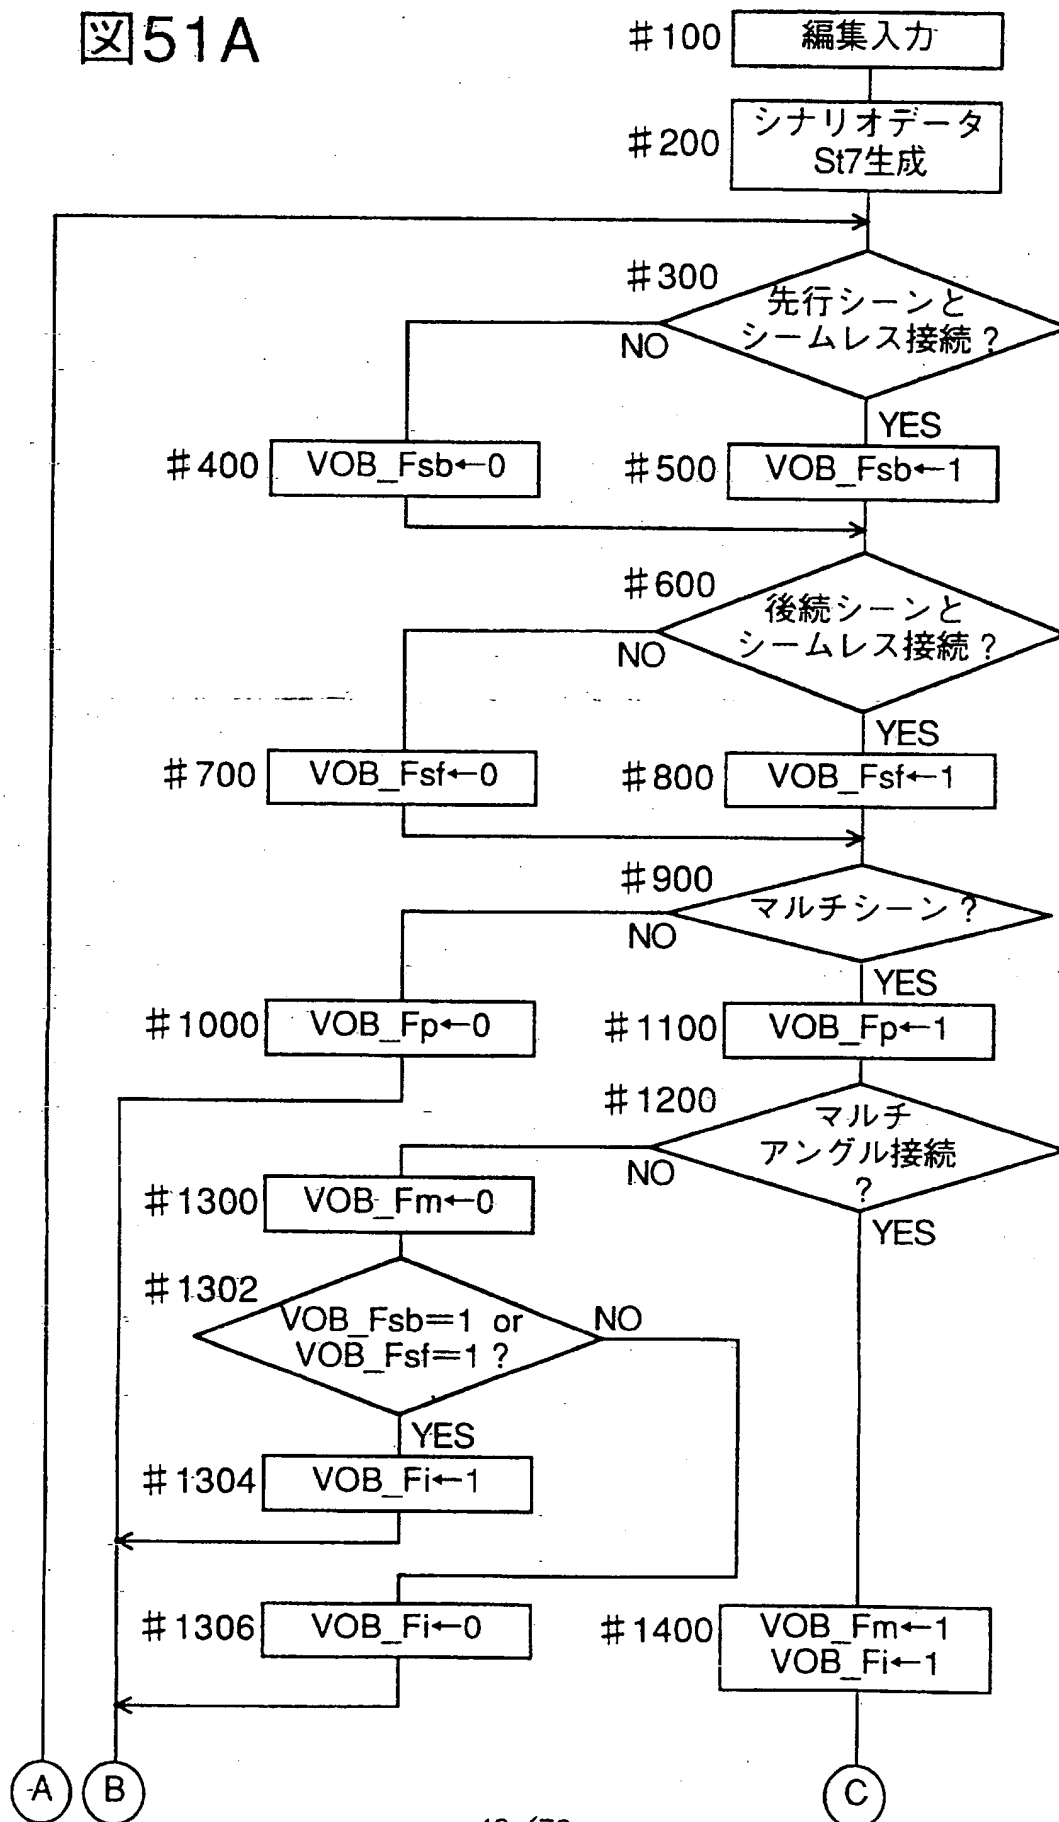 図51A
#100 編集入力
#200 シナリオデータ
St7生成
#300 先行シーンと
シームレス接続？
NO
YES
#400 VOB_Fsb←0
#500 VOB_Fsb←1
#600 後続シーンと
シームレス接続？
NO
YES
#700 VOB_Fsf←0
#800 VOB_Fsf←1
#900 マルチシーン？
NO
YES
#1000 VOB_Fp←0
#1100 VOB_Fp←1
#1200 マルチ
アングル接続
？
NO
YES
#1300 VOB_Fm←0
#1302 VOB_Fsb=1 or
VOB_Fsf=1？
NO
YES
#1304 VOB_Fi←1
#1306 VOB_Fi←0
#1400 VOB_Fm←1
VOB_Fi←1
A
B
C